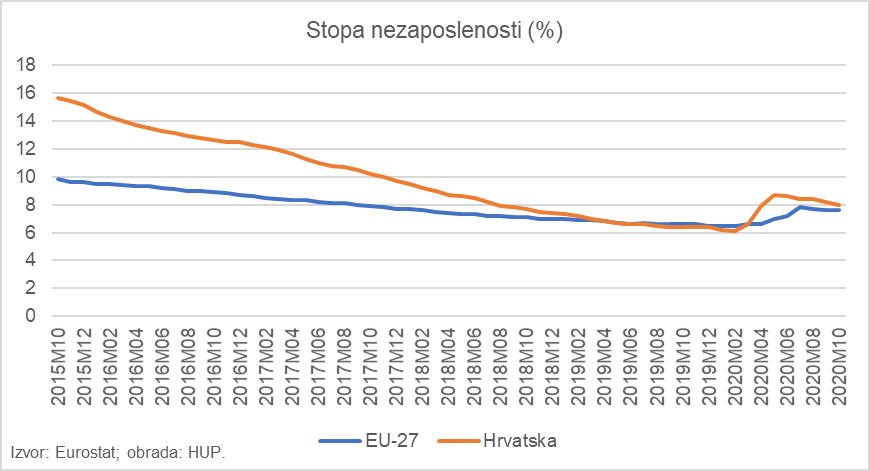 Stopa nezaposlenosti (%)
18
16
14
12
10
8
6
4
2
0
2015M10
2015M12
2016M02
2016M04
2016M06
2016M08
2016M10
2016M12
2017M02
2017M04
2017M06
2017M08
2017M10
2017M12
2018M02
2018M04
2018M06
2018M08
2018M10
2018M12
2019M02
2019M04
2019M06
2019M08
2019M10
2019M12
2020M02
2020M04
2020M06
2020M08
2020M10
EU-27
Hrvatska
Izvor: Eurostat; obrada: HUP.